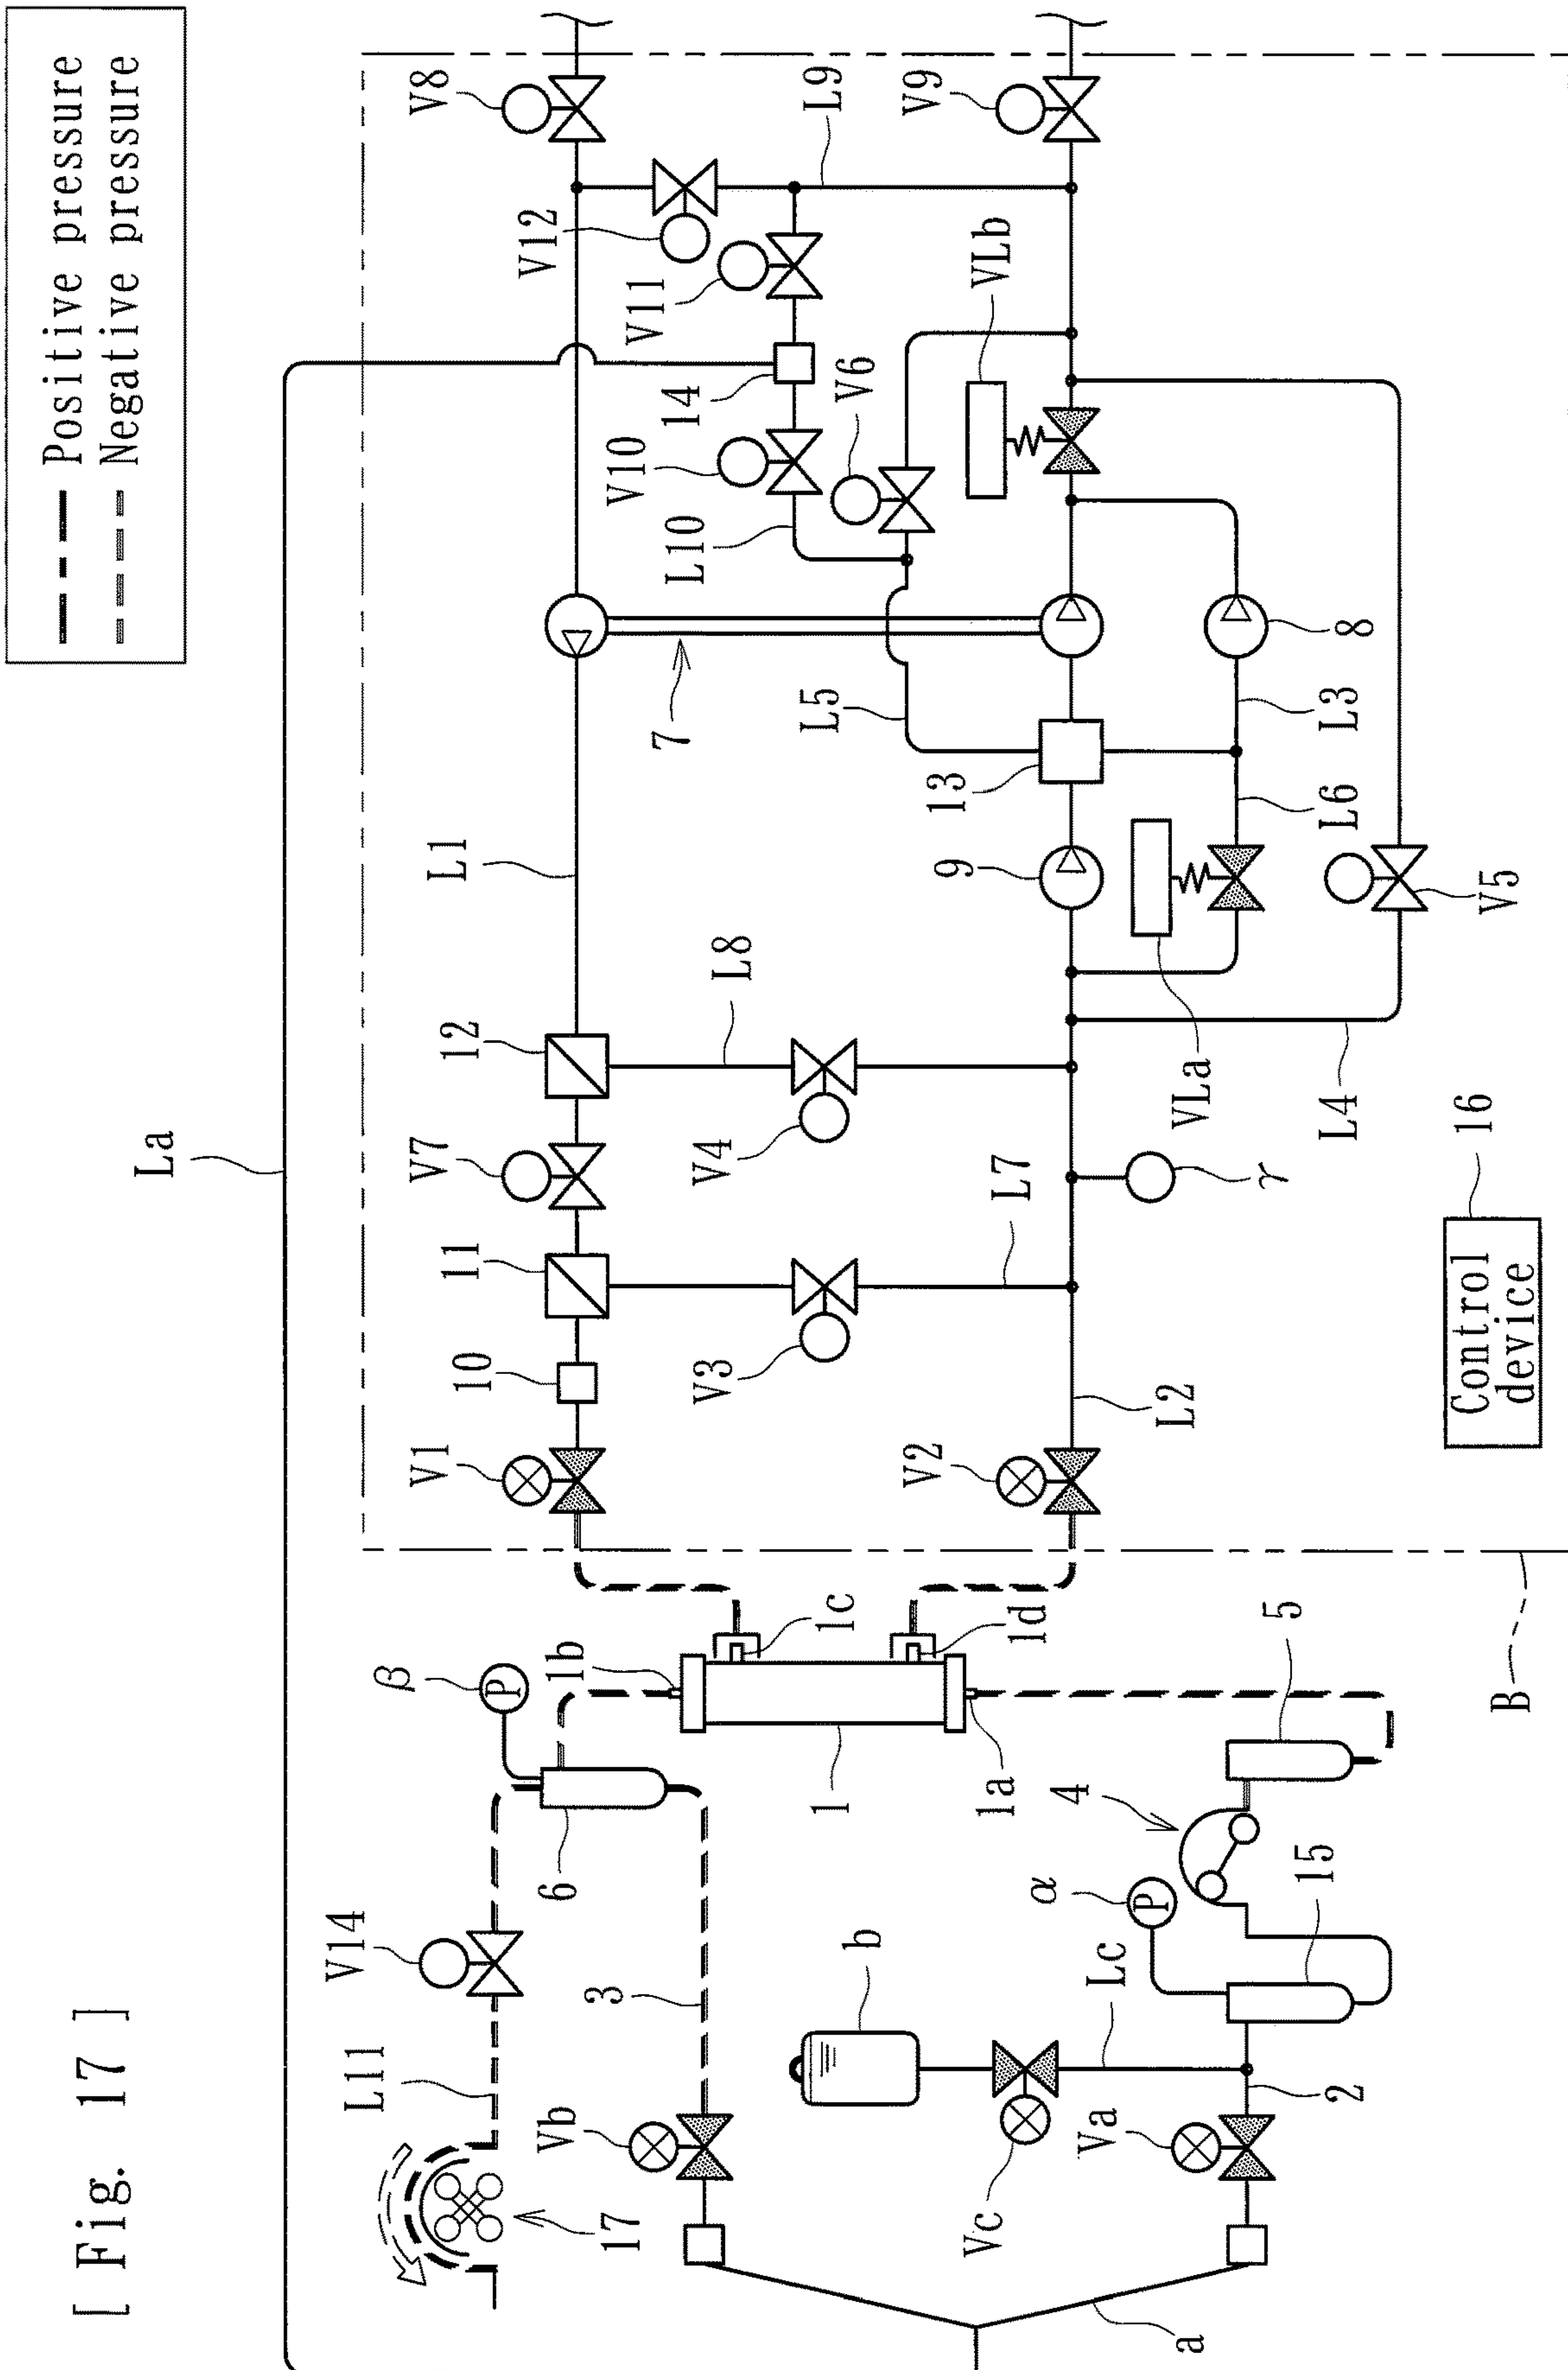 [ Fig. 17 ]
Positive pressure
Negative pressure
La
V8
V9
L9
V12
V11
VLb
14
V6
V10
L10
7
8
L5
L3
13
L6
L1
9
V5
L8
12
VLa
L4
V7
V4
L7
γ
16
Control
device
11
10
V3
L2
V1
V2
1c
1d
1b
5
β
B
1
1a
4
6
15
α
V14
b
3
Lc
L11
2
Vb
Va
17
Vc
a
P
P